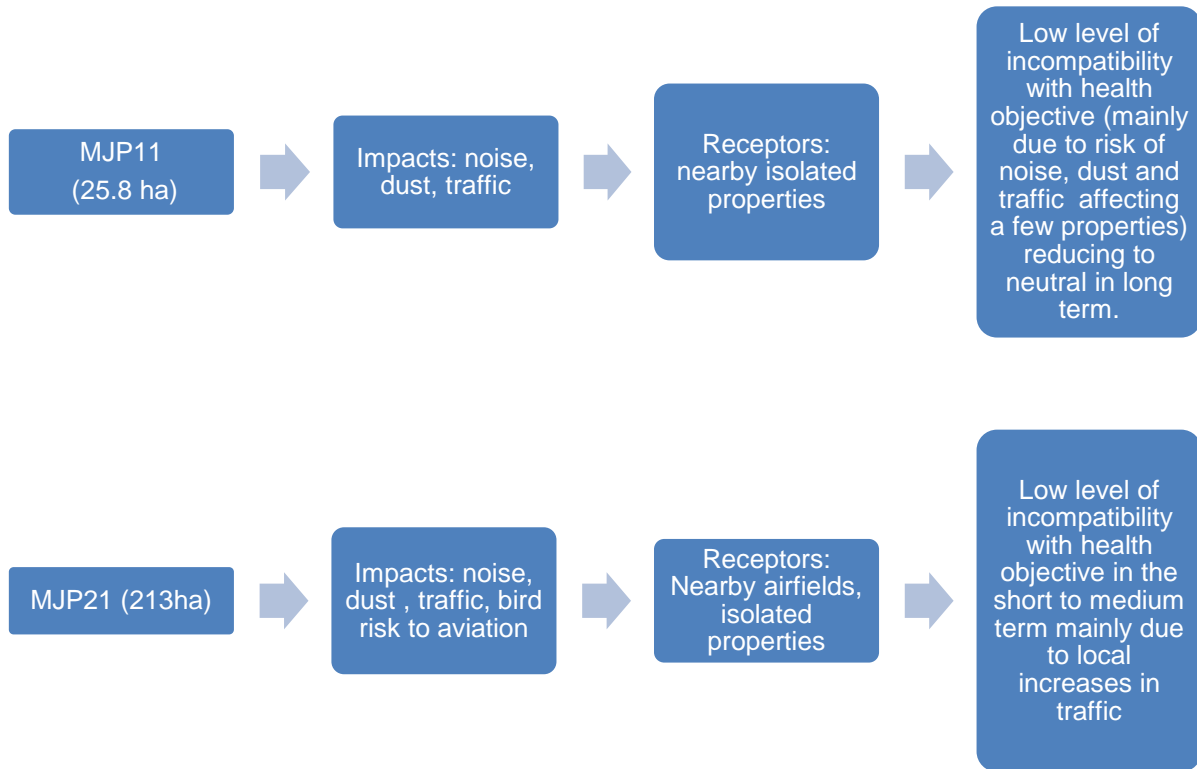 MJP11
(25.8 ha)
Impacts: noise,
dust, traffic
Receptors:
nearby isolated
properties
Low level of
incompatibility
with health
objective (mainly
due to risk of
noise, dust and
traffic affecting
a few properties)
reducing to
neutral in long
term.
MJP21 (213ha)
Impacts: noise,
dust , traffic, bird
risk to aviation
Receptors:
Nearby airfields,
isolated
properties
Low level of
incompatibility
with health
objective in the
short to medium
term mainly due
to local
increases in
traffic